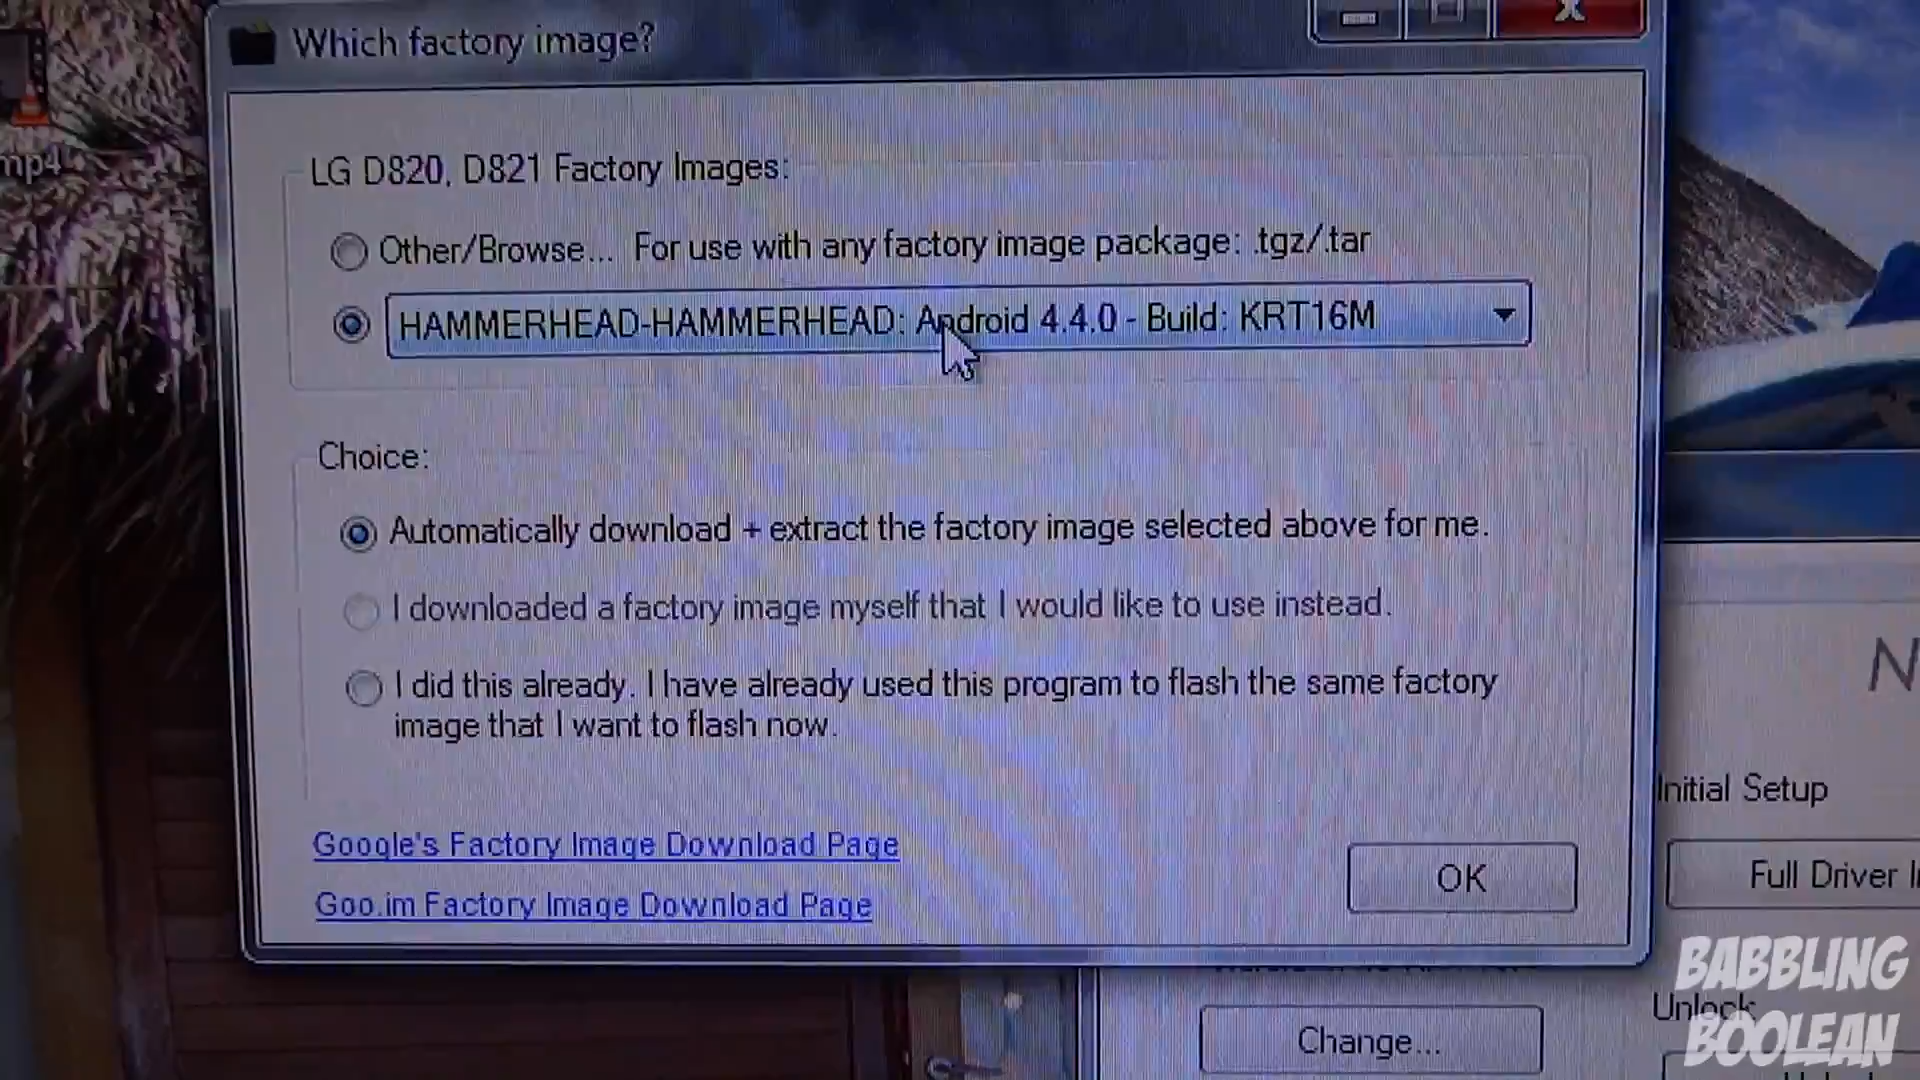 Which factory image?
mp4
LG D820, D821 Factory Images:
Other/Browse... For use with any factory image package: .tgz/.tar
HAMMERHEAD-HAMMERHEAD: Android 4.4.0 - Build: KRT16M
Choice:
Automatically download + extract the factory image selected above for me.
I downloaded a factory image myself that I would like to use instead.
I did this already. I have already used this program to flash the same factory
image that I want to flash now.
Google's Factory Image Download Page
Goo.im Factory Image Download Page
OK
N
Initial Setup
Full Driver
Unlock
Change...
BABBLING
BOOLEAN